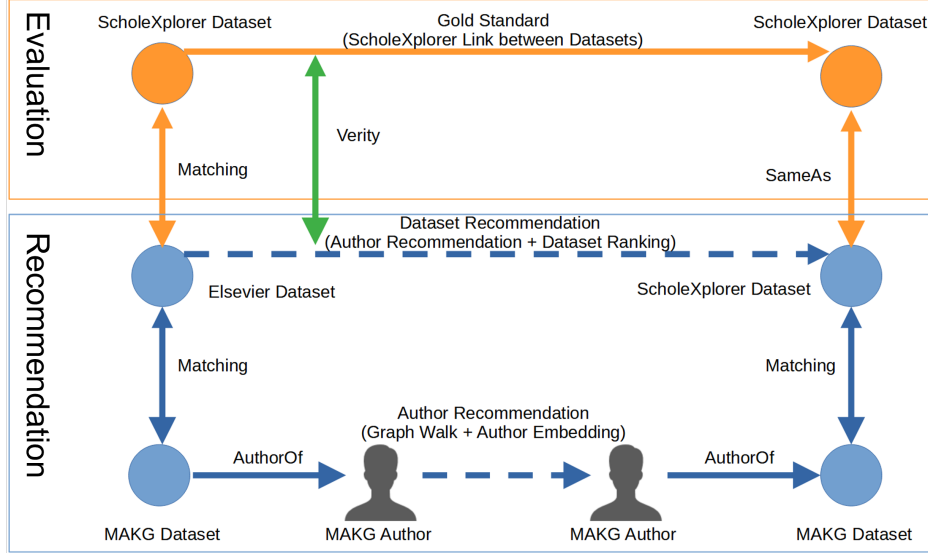 Evaluation
ScholeXplorer Dataset
Gold Standard
(ScholeXplorer Link between Datasets)
ScholeXplorer Dataset
Verity
Matching
SameAs
Recommendation
Dataset Recommendation
(Author Recommendation + Dataset Ranking)
Elsevier Dataset
ScholeXplorer Dataset
Matching
Matching
Author Recommendation
(Graph Walk + Author Embedding)
AuthorOf
AuthorOf
MAKG Dataset
MAKG Author
MAKG Author
MAKG Dataset